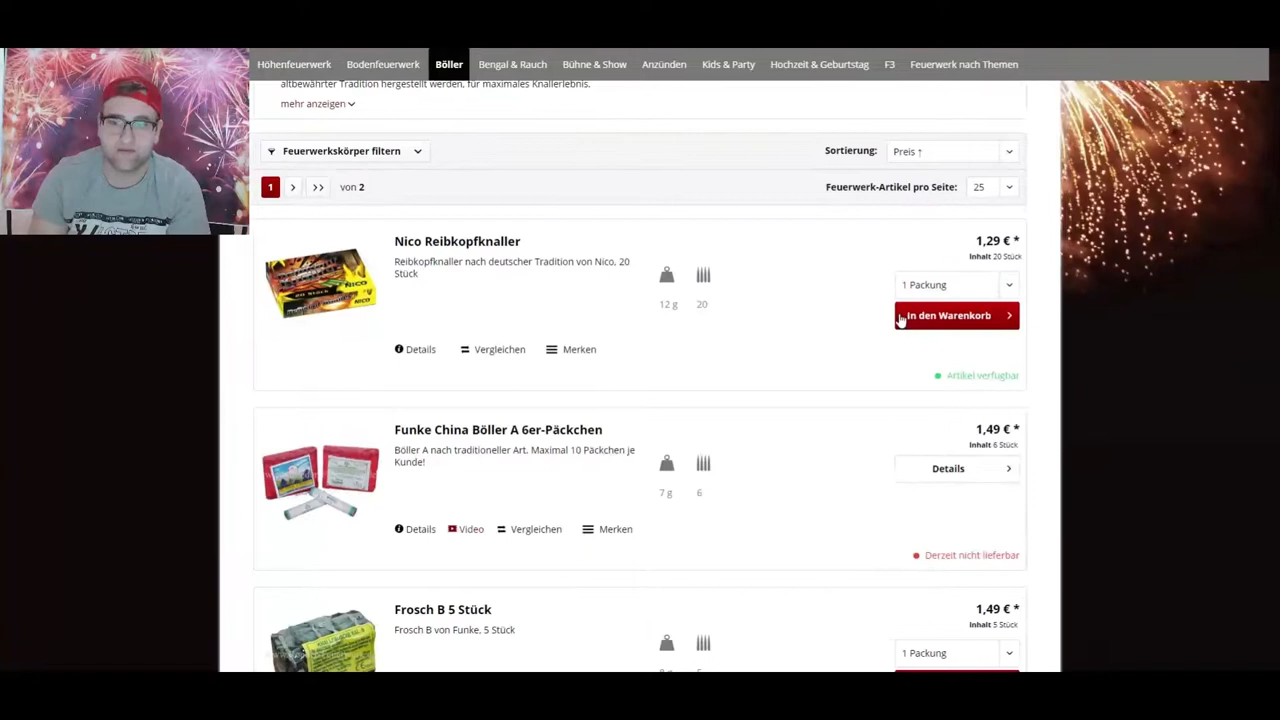 Höhenfeuerwerk Bodenfeuerwerk Böller Bengal & Rauch Bühne & Show Anzünden Kids & Party Hochzeit & Geburtstag F3 Feuerwerk nach Themen
altbewährter Tradition hergestellt werden, für maximales Knallerlebnis.
mehr anzeigen
Feuerwerkskörper filtern Sortierung: Preis ↑
1 von 2 Feuerwerk-Artikel pro Seite: 25
Nico Reibkopfknaller 1,29 € *
Reibkopfknaller nach deutscher Tradition von Nico, 20 Inhalt 20 Stück
Stück
1 Packung
12 g 20
In den Warenkorb
20 STÜCK NICO
Details Vergleichen Merken
Artikel verfügbar
Funke China Böller A 6er-Päckchen 1,49 € *
Inhalt 6 Stück
Böller A nach traditioneller Art. Maximal 10 Päckchen je
Kunde!
Details
7 g 6
Details Video Vergleichen Merken
Derzeit nicht lieferbar
Frosch B 5 Stück 1,49 € *
Inhalt 5 Stück
Frosch B von Funke, 5 Stück
1 Packung